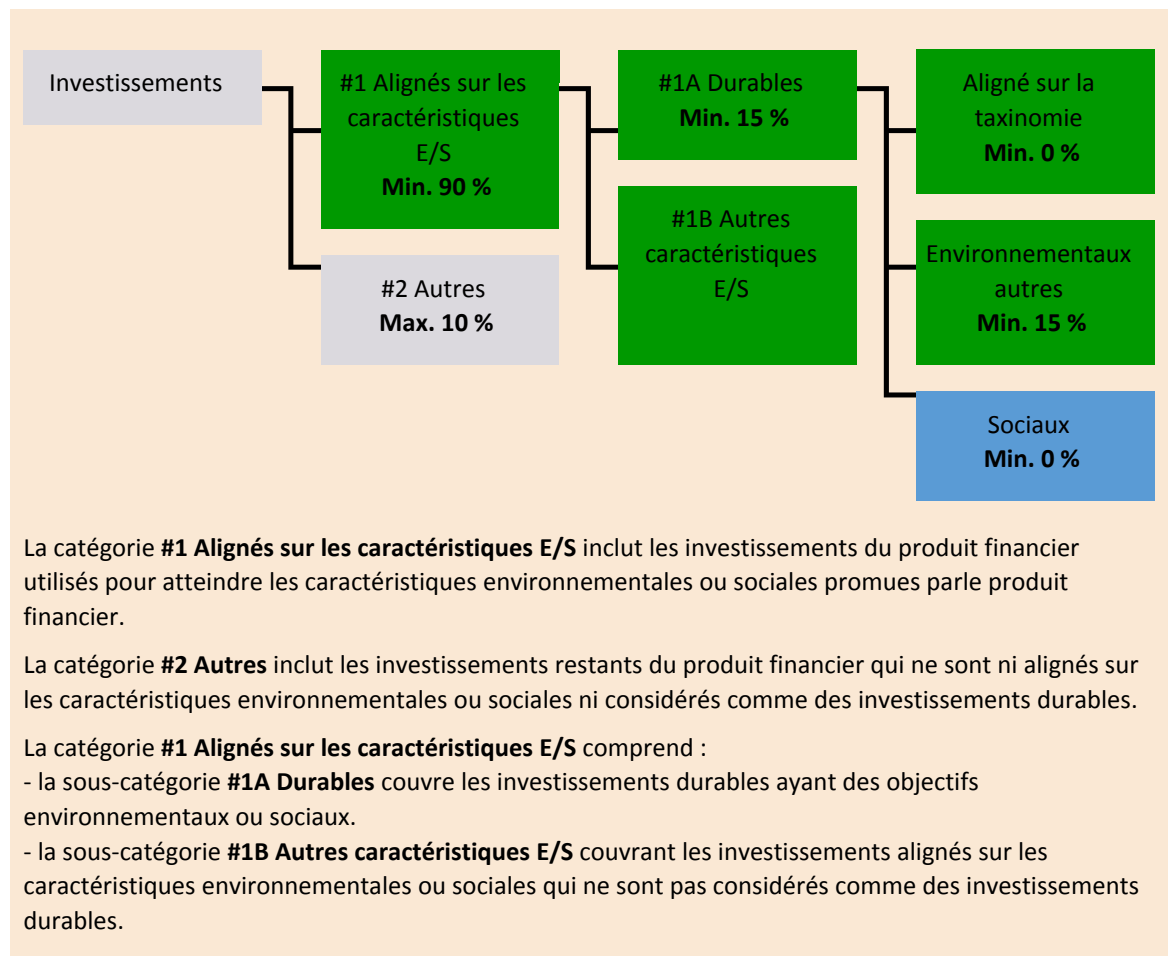 Investissements
#1 Alignés sur les
caractéristiques
E/S
Min. 90 %
#2 Autres
Max. 10 %
#1A Durables
Min. 15 %
#1B Autres
caractéristiques
E/S
Aligné sur la
taxinomie
Min. 0 %
Environnementaux
autres
Min. 15 %
Sociaux
Min. 0 %
La catégorie #1 Alignés sur les caractéristiques E/S inclut les investissements du produit financier
utilisés pour atteindre les caractéristiques environnementales ou sociales promues parle produit
financier.
La catégorie #2 Autres inclut les investissements restants du produit financier qui ne sont ni alignés sur
les caractéristiques environnementales ou sociales ni considérés comme des investissements durables.
La catégorie #1 Alignés sur les caractéristiques E/S comprend :
- la sous-catégorie #1A Durables couvre les investissements durables ayant des objectifs
environnementaux ou sociaux.
- la sous-catégorie #1B Autres caractéristiques E/S couvrant les investissements alignés sur les
caractéristiques environnementales ou sociales qui ne sont pas considérés comme des investissements
durables.